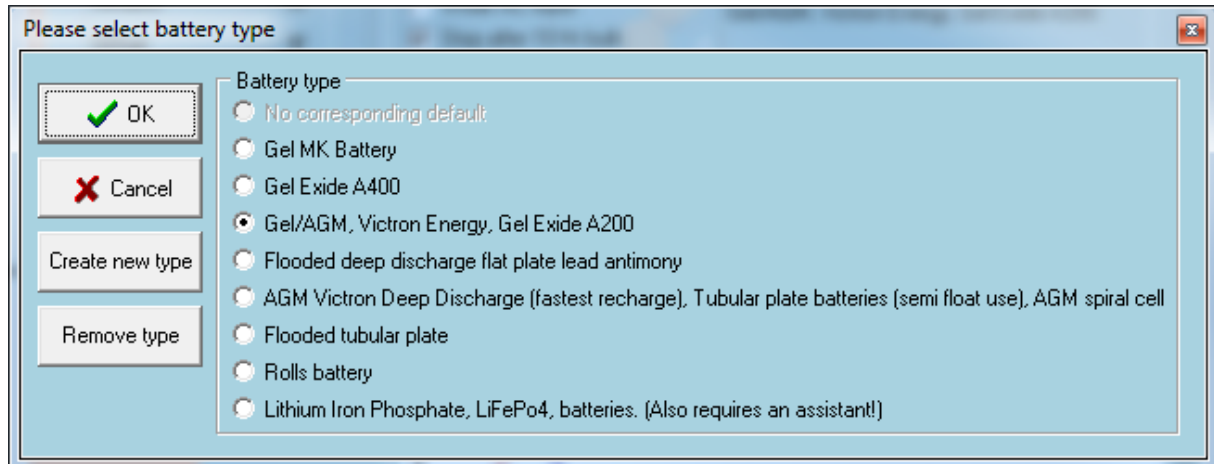 Please select battery type
OK
Cancel
Create new type
Remove type
Battery type
No corresponding default
Gel MK Battery
Gel Exide A400
Gel/AGM, Victron Energy, Gel Exide A200
Flooded deep discharge flat plate lead antimony
AGM Victron Deep Discharge (fastest recharge), Tubular plate batteries (semi float use), AGM spiral cell
Flooded tubular plate
Rolls battery
Lithium Iron Phosphate, LiFePo4, batteries. (Also requires an assistant!)